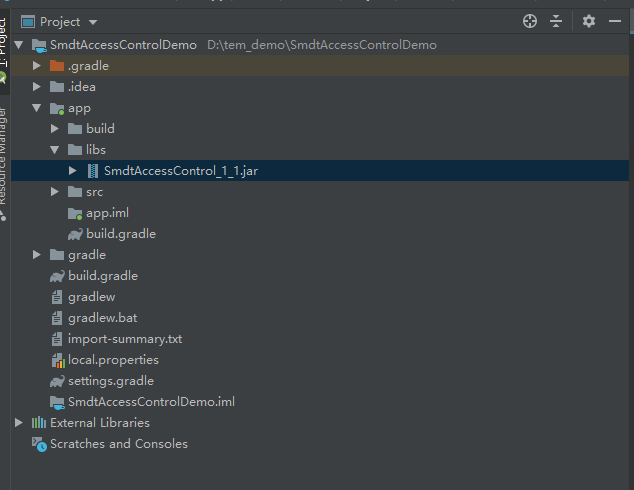 Project
SmdtAccessControlDemo D:\tem_demo\SmdtAccessControlDemo
.gradle
.idea
app
build
libs
SmdtAccessControl_1_1.jar
src
app.iml
build.gradle
gradle
build.gradle
gradlew
gradlew.bat
import-summary.txt
local.properties
settings.gradle
SmdtAccessControlDemo.iml
External Libraries
Scratches and Consoles
1: Project
Resource Manager